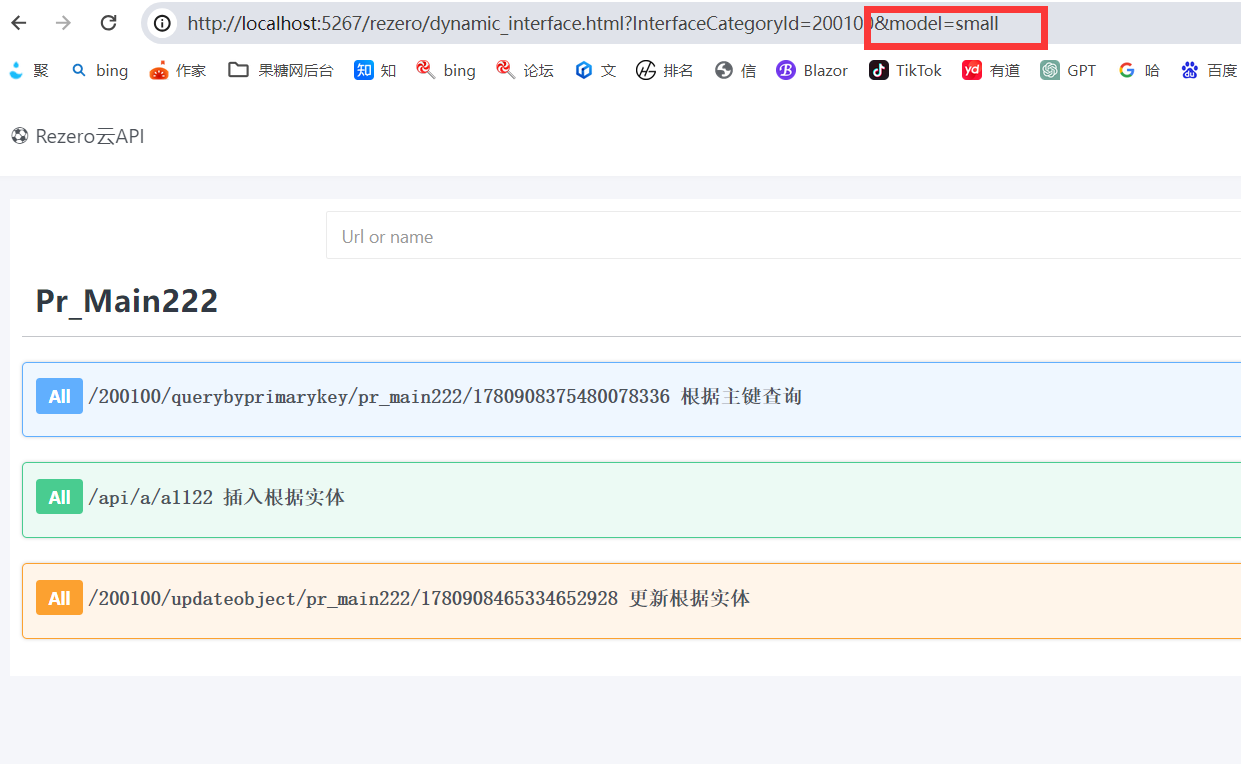 http://localhost:5267/rezero/dynamic_interface.html?InterfaceCategoryId=200100&model=small
聚 bing 作家 果糖网后台 知 知 bing 论坛 文 排名 信 B Blazor TikTok yd 有道 GPT G 哈 du 百度
Rezero云API
Url or name
Pr_Main222
All /200100/querybyprimarykey/pr_main222/1780908375480078336 根据主键查询
All /api/a/a1122 插入根据实体
All /200100/updateobject/pr_main222/1780908465334652928 更新根据实体